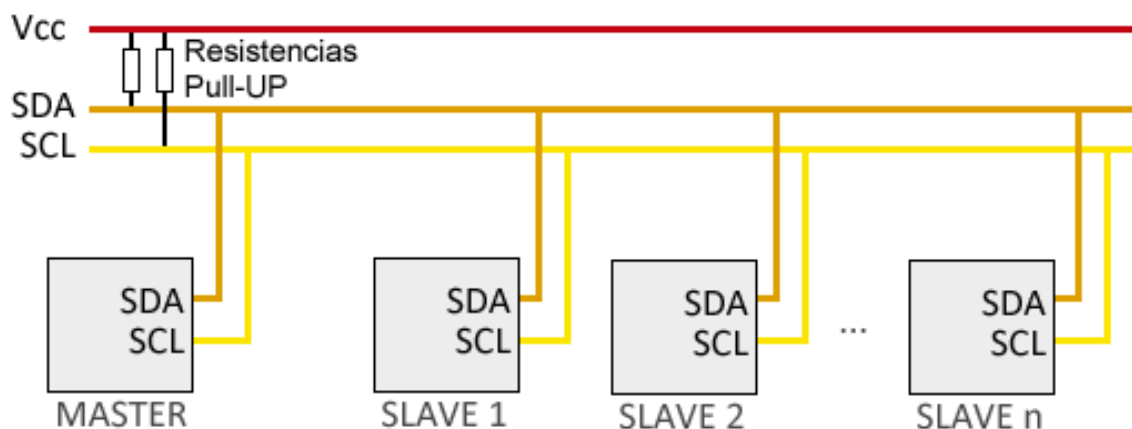 Vcc
Resistencias
Pull-UP
SDA
SCL
SDA
SCL
MASTER
SDA
SCL
SLAVE 1
SDA
SCL
SLAVE 2
...
SDA
SCL
SLAVE n